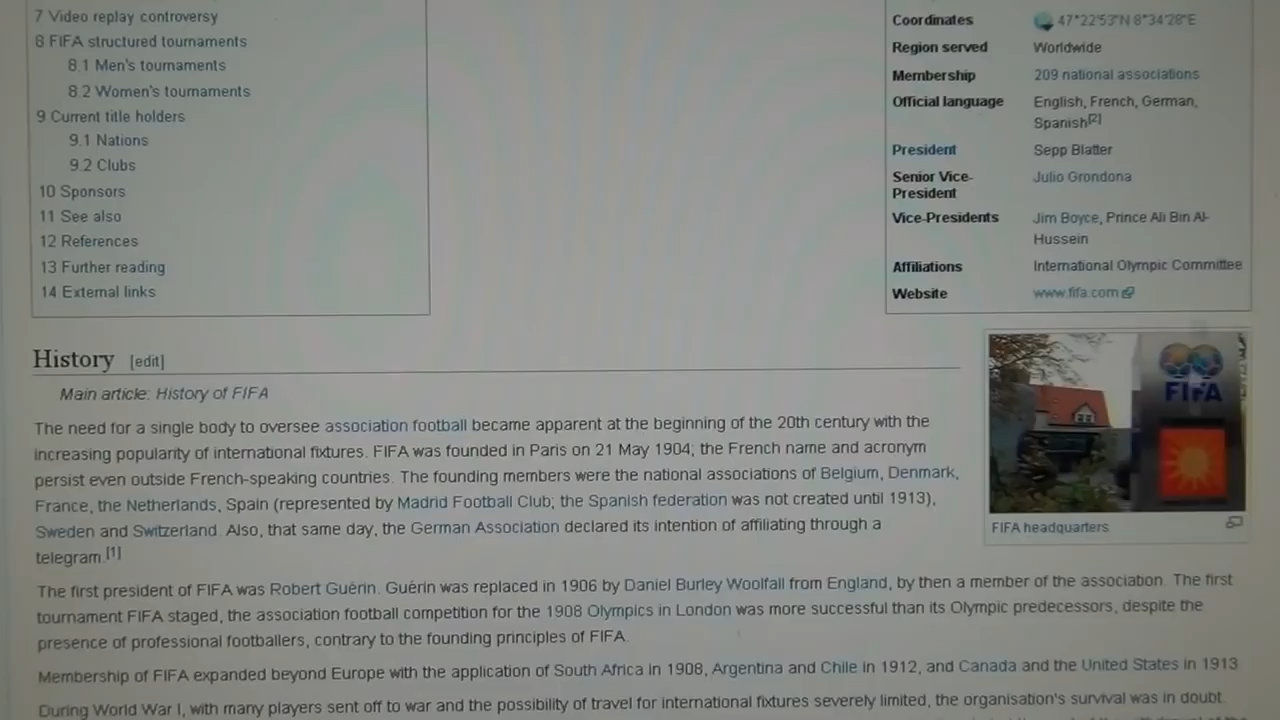 7 Video replay controversy
8 FIFA structured tournaments
8.1 Men's tournaments
8.2 Women's tournaments
9 Current title holders
9.1 Nations
9.2 Clubs
10 Sponsors
11 See also
12 References
13 Further reading
14 External links
Coordinates 47°22′53″N 8°34′28″E
Region served Worldwide
Membership 209 national associations
Official language English, French, German,
Spanish[2]
President Sepp Blatter
Senior Vice- Julio Grondona
President
Vice-Presidents Jim Boyce, Prince Ali Bin Al-
Hussein
Affiliations International Olympic Committee
Website www.fifa.com
History [edit]
Main article: History of FIFA
The need for a single body to oversee association football became apparent at the beginning of the 20th century with the
increasing popularity of international fixtures. FIFA was founded in Paris on 21 May 1904; the French name and acronym
persist even outside French-speaking countries. The founding members were the national associations of Belgium, Denmark,
France, the Netherlands, Spain (represented by Madrid Football Club; the Spanish federation was not created until 1913),
Sweden and Switzerland. Also, that same day, the German Association declared its intention of affiliating through a
telegram.[1]
FIFA
FIFA headquarters
The first president of FIFA was Robert Guérin. Guérin was replaced in 1906 by Daniel Burley Woolfall from England, by then a member of the association. The first
tournament FIFA staged, the association football competition for the 1908 Olympics in London was more successful than its Olympic predecessors, despite the
presence of professional footballers, contrary to the founding principles of FIFA.
Membership of FIFA expanded beyond Europe with the application of South Africa in 1908, Argentina and Chile in 1912, and Canada and the United States in 1913
During World War I, with many players sent off to war and the possibility of travel for international fixtures severely limited, the organisation's survival was in doubt.